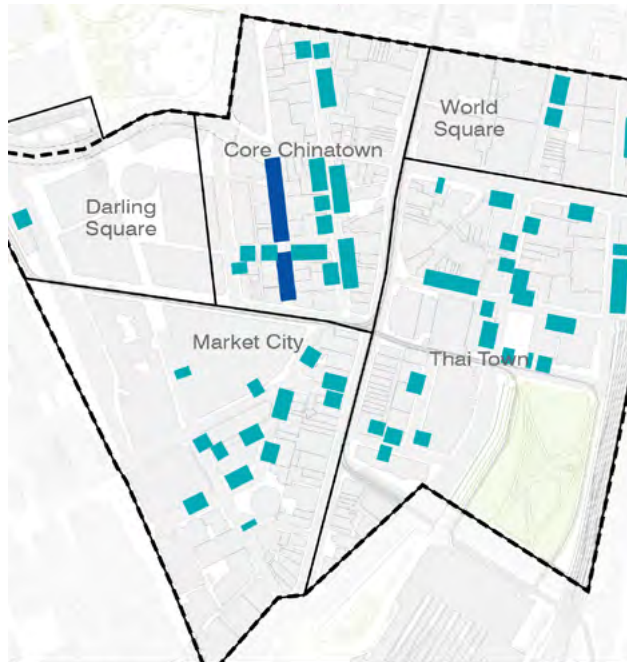 World
Square
Core Chinatown
Darling
Square
Market City
Thai Town